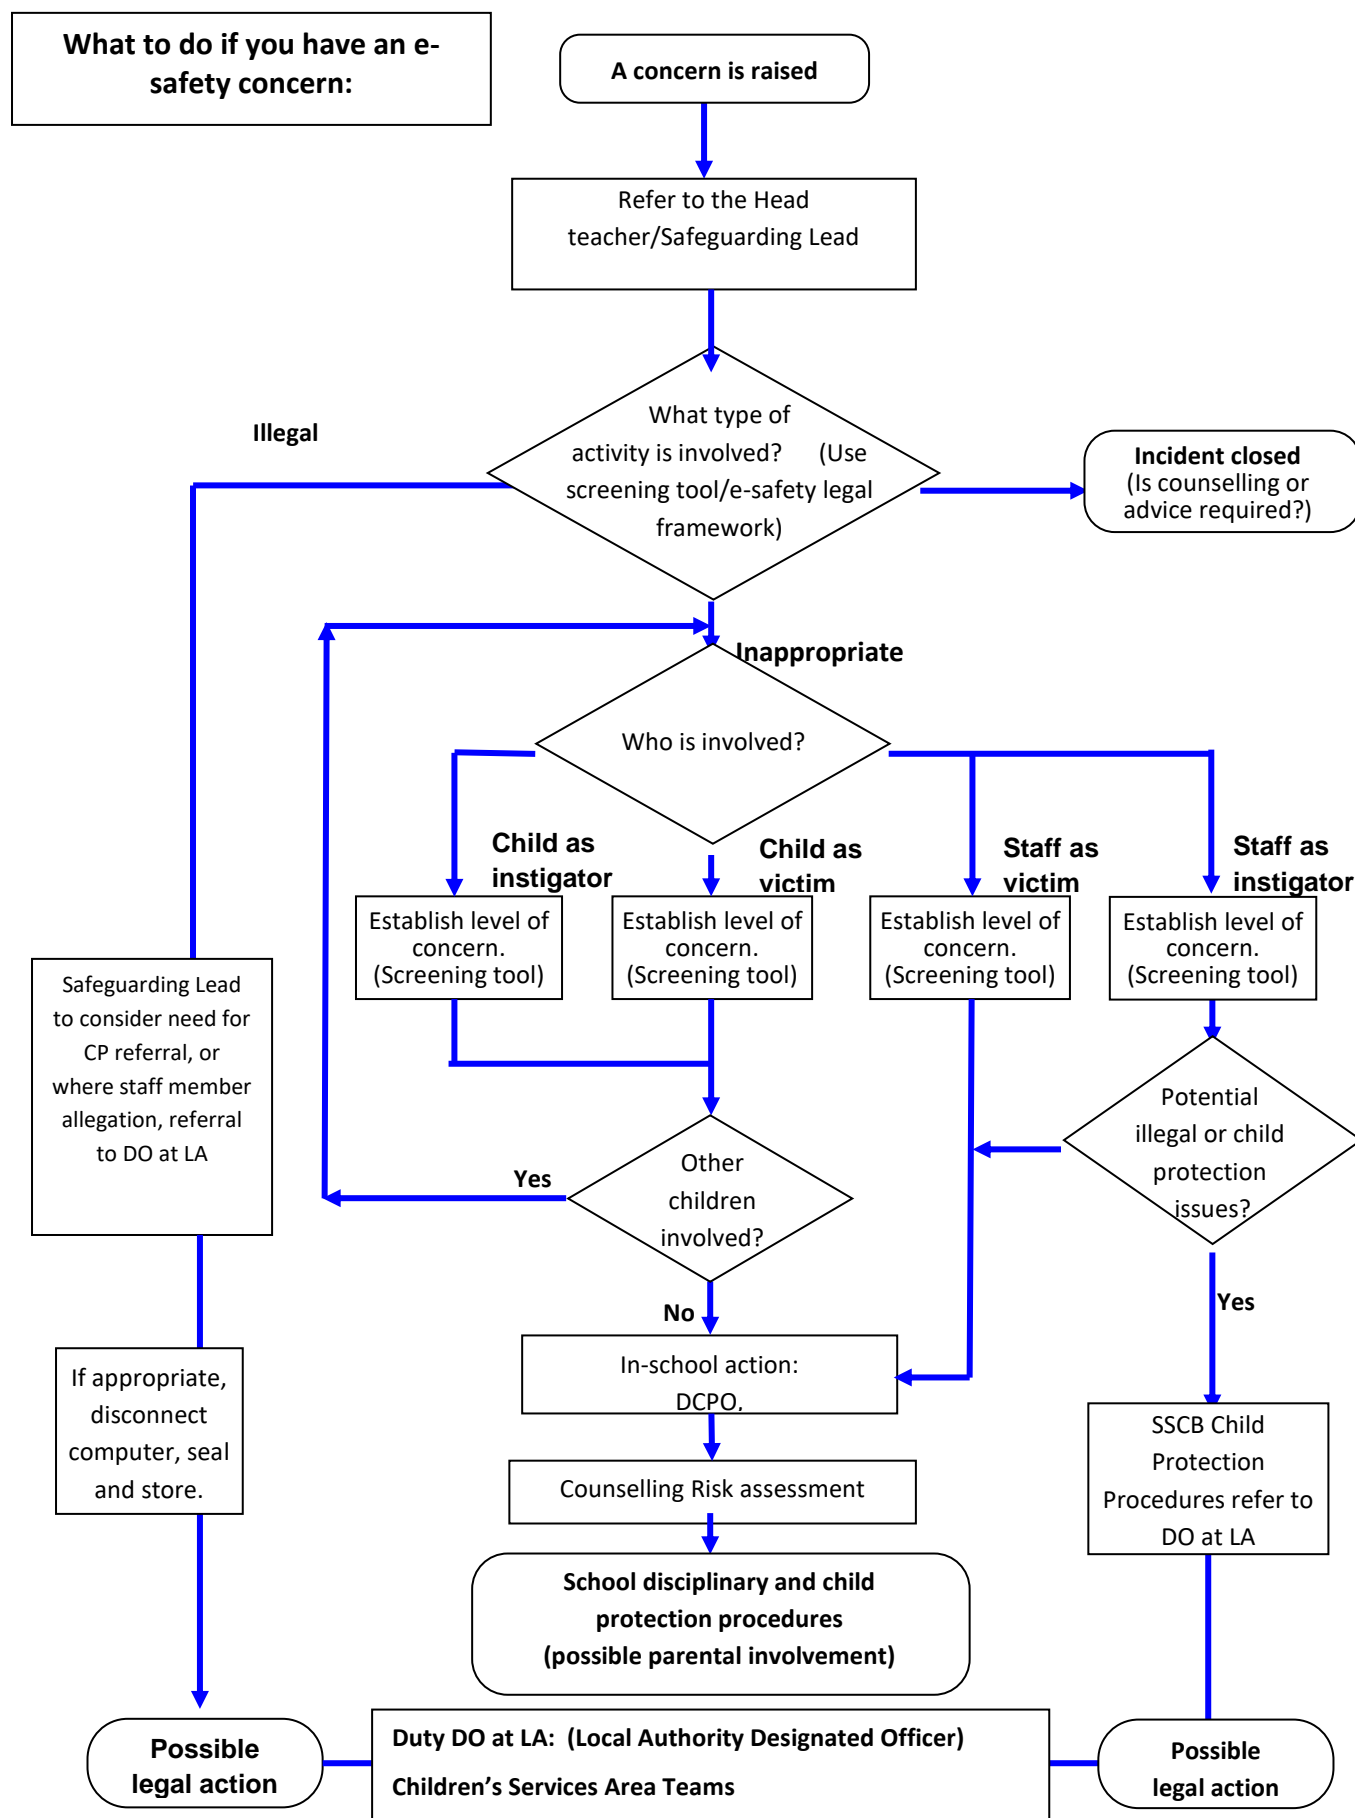 What to do if you have an e-
safety concern:
A concern is raised
Refer to the Head
teacher/Safeguarding Lead
What type of
activity is involved? (Use
screening tool/e-safety legal
framework)
Illegal
Incident closed
(Is counselling or
advice required?)
Inappropriate
Who is involved?
Child as
instigator
Child as
victim
Staff as
victim
Staff as
instigator
Establish level of
concern.
(Screening tool)
Establish level of
concern.
(Screening tool)
Establish level of
concern.
(Screening tool)
Establish level of
concern.
(Screening tool)
Safeguarding Lead
to consider need for
CP referral, or
where staff member
allegation, referral
to DO at LA
Potential
illegal or child
protection
issues?
Yes
Other
children
involved?
No
Yes
In-school action:
DCPO,
If appropriate,
disconnect
computer, seal
and store.
SSCB Child
Protection
Procedures refer to
DO at LA
Counselling Risk assessment
School disciplinary and child
protection procedures
(possible parental involvement)
Possible
legal action
Duty DO at LA: (Local Authority Designated Officer)
Children's Services Area Teams
Possible
legal action